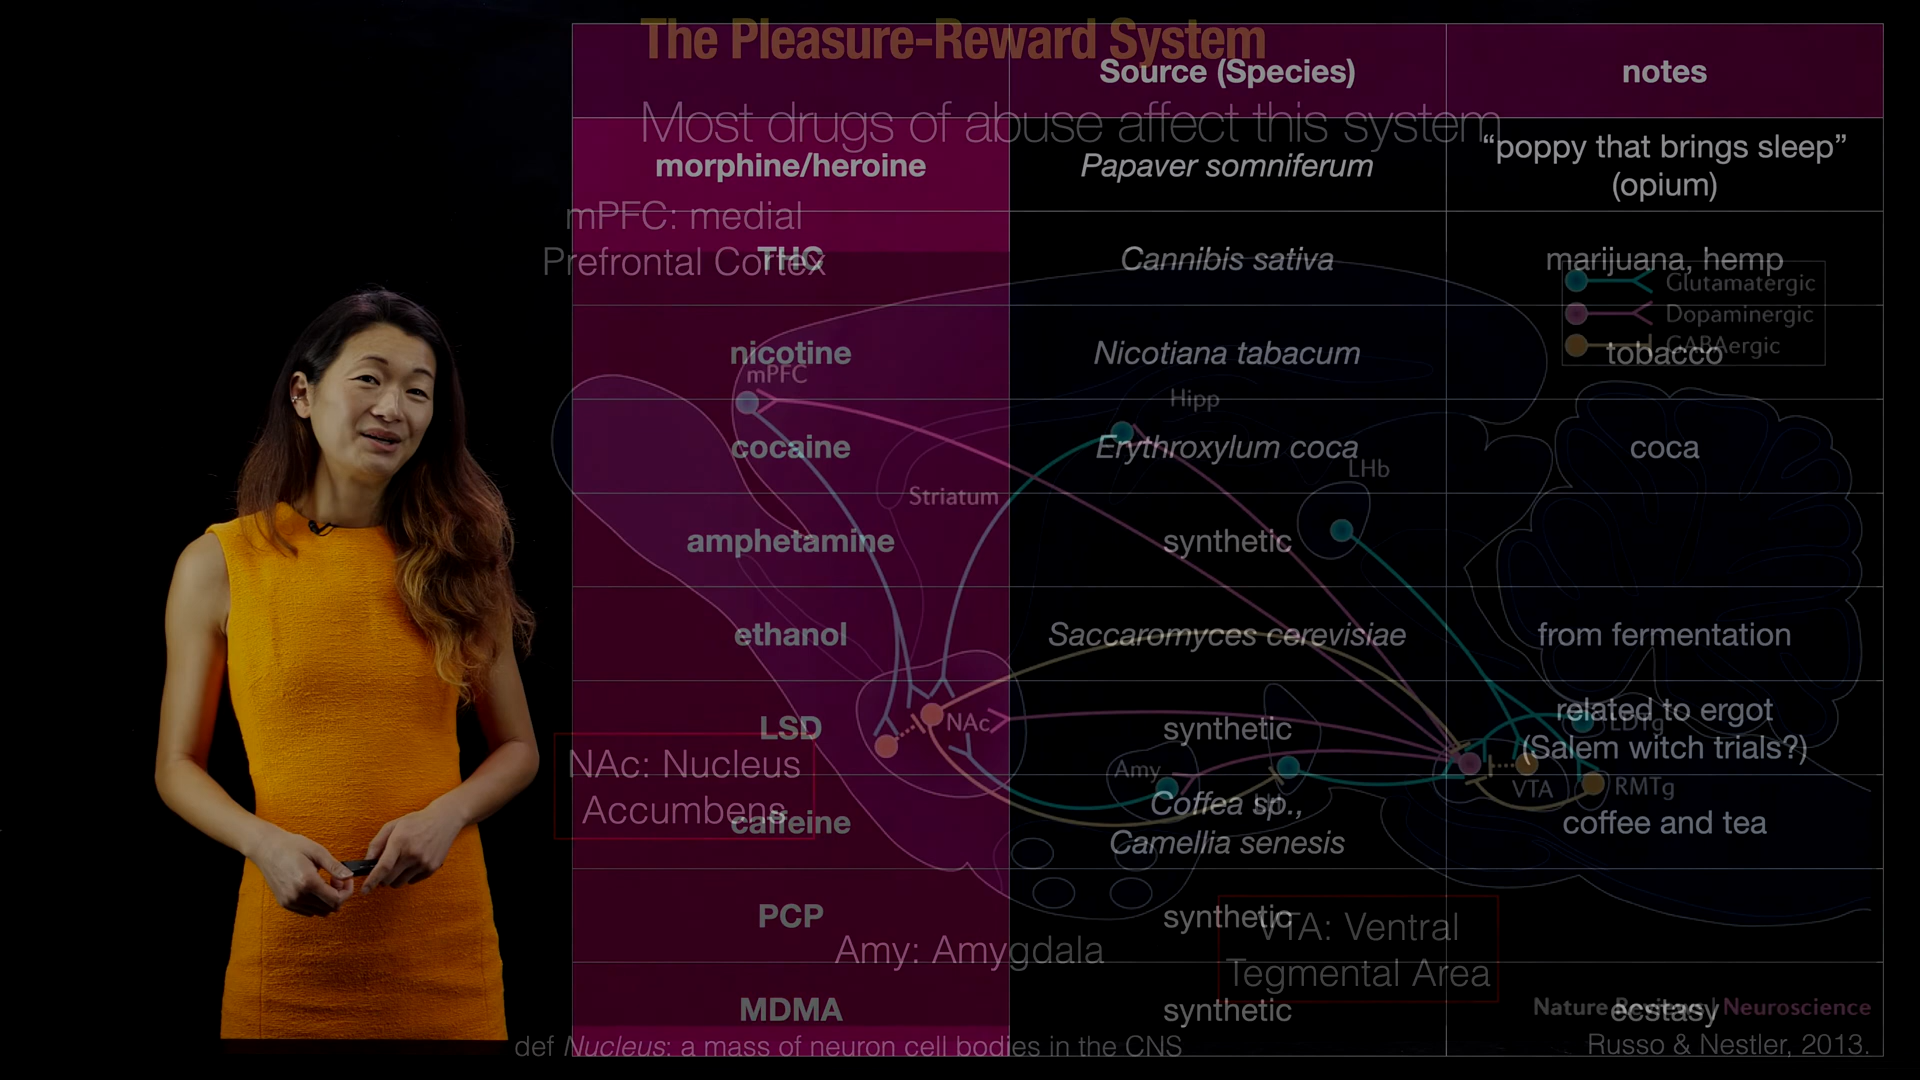 The Pleasure-Reward System
Most drugs of abuse affect this system
Source (Species)
notes
morphine/heroine
Papaver somniferum
“poppy that brings sleep”
(opium)
mPFC: medial
Prefrontal Cortex
THC
Cannibis sativa
marijuana, hemp
Glutamatergic
Dopaminergic
GABAergic
nicotine
Nicotiana tabacum
tobacco
mPFC
Hipp
cocaine
Erythroxylum coca
coca
LHb
Striatum
amphetamine
synthetic
ethanol
Saccaromyces cerevisiae
from fermentation
LSD
synthetic
related to ergot
(Salem witch trials?)
NAc
LDTg
NAc: Nucleus
Accumbens
Amy
VTA
RMTg
caffeine
Coffea sp.,
Camellia senesis
coffee and tea
PCP
synthetic
Amy: Amygdala
VTA: Ventral
Tegmental Area
MDMA
synthetic
ecstasy
Nature Reviews | Neuroscience
def Nucleus: a mass of neuron cell bodies in the CNS
Russo & Nestler, 2013.